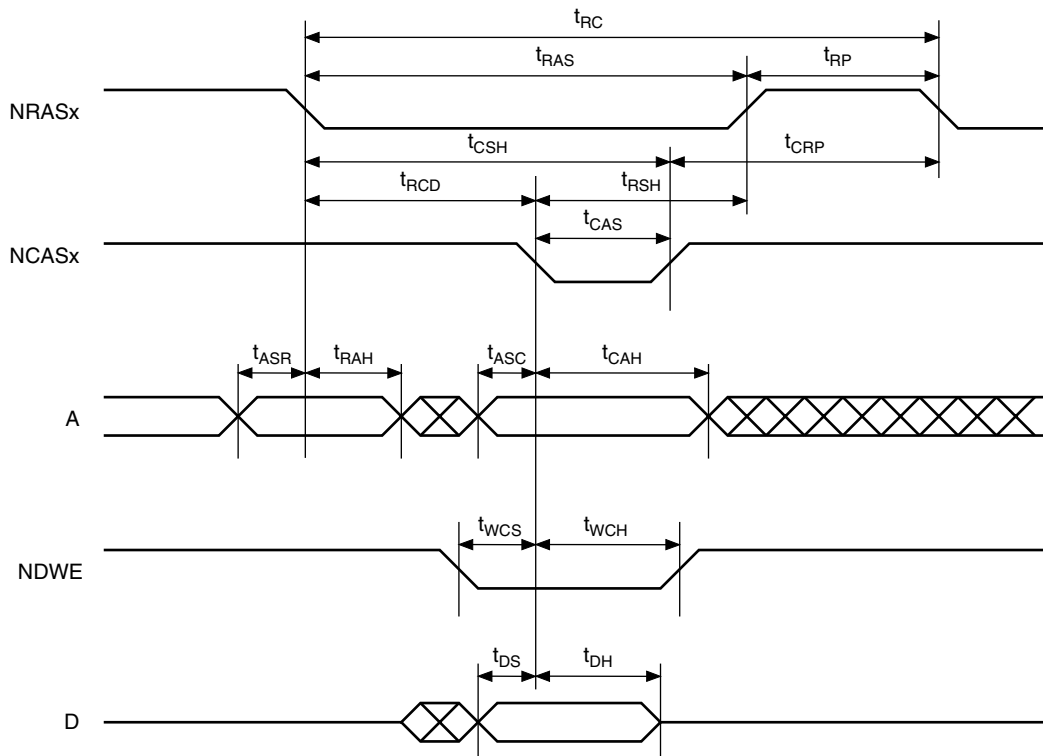 tRC
tRAS tRP
NRASx
tCSH tCRP
tRCD tRSH
tCAS
NCASx
tASR tRAH tASC tCAH
A
tWCS tWCH
NDWE
tDS tDH
D